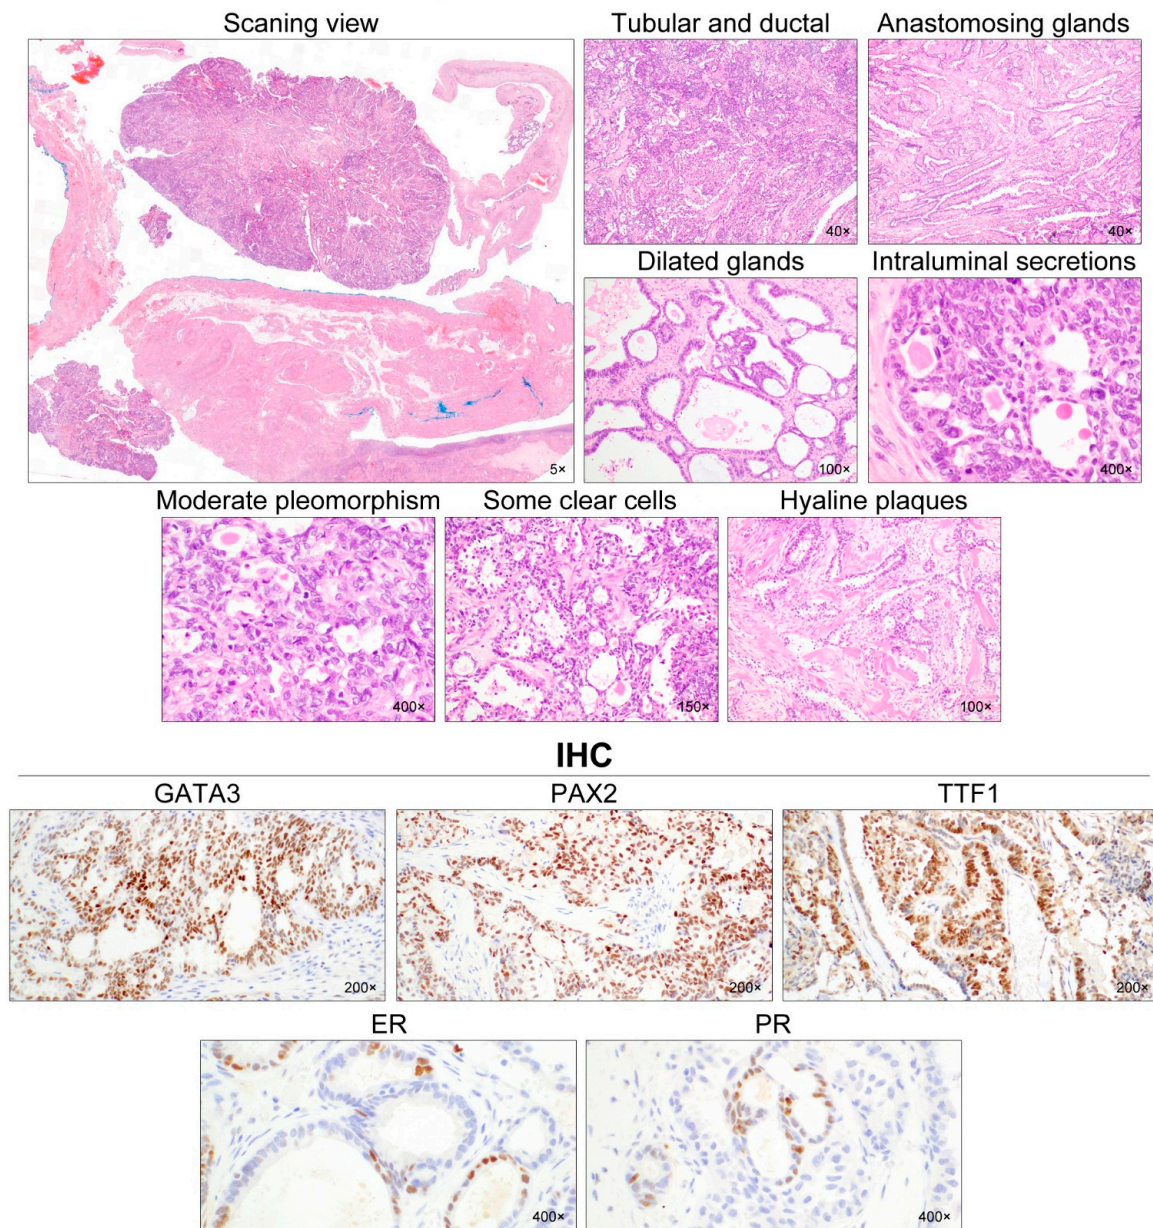 Scaning view
Tubular and ductal
Anastomosing glands
5×
40×
40×
Dilated glands
Intraluminal secretions
100×
400×
Moderate pleomorphism
Some clear cells
Hyaline plaques
400×
150×
100×
IHC
GATA3
PAX2
TTF1
200×
200×
200×
ER
PR
400×
400×